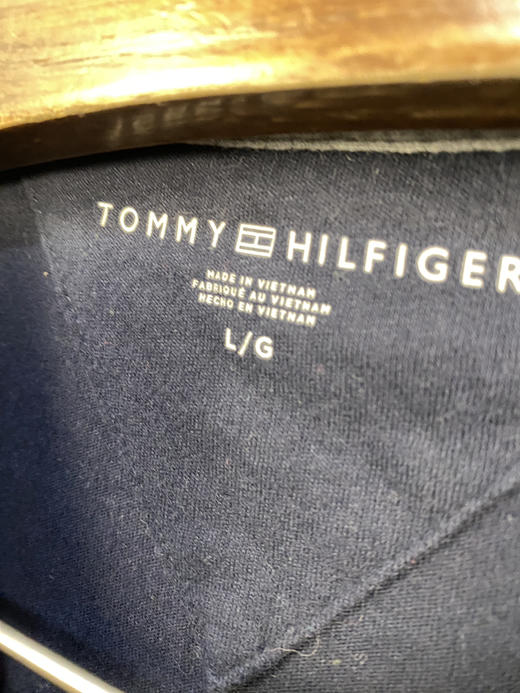 TOMMY HILFIGER
MADE IN VIETNAM
FABRIQUÉ AU VIETNAM
HECHO EN VIETNAM
L/G